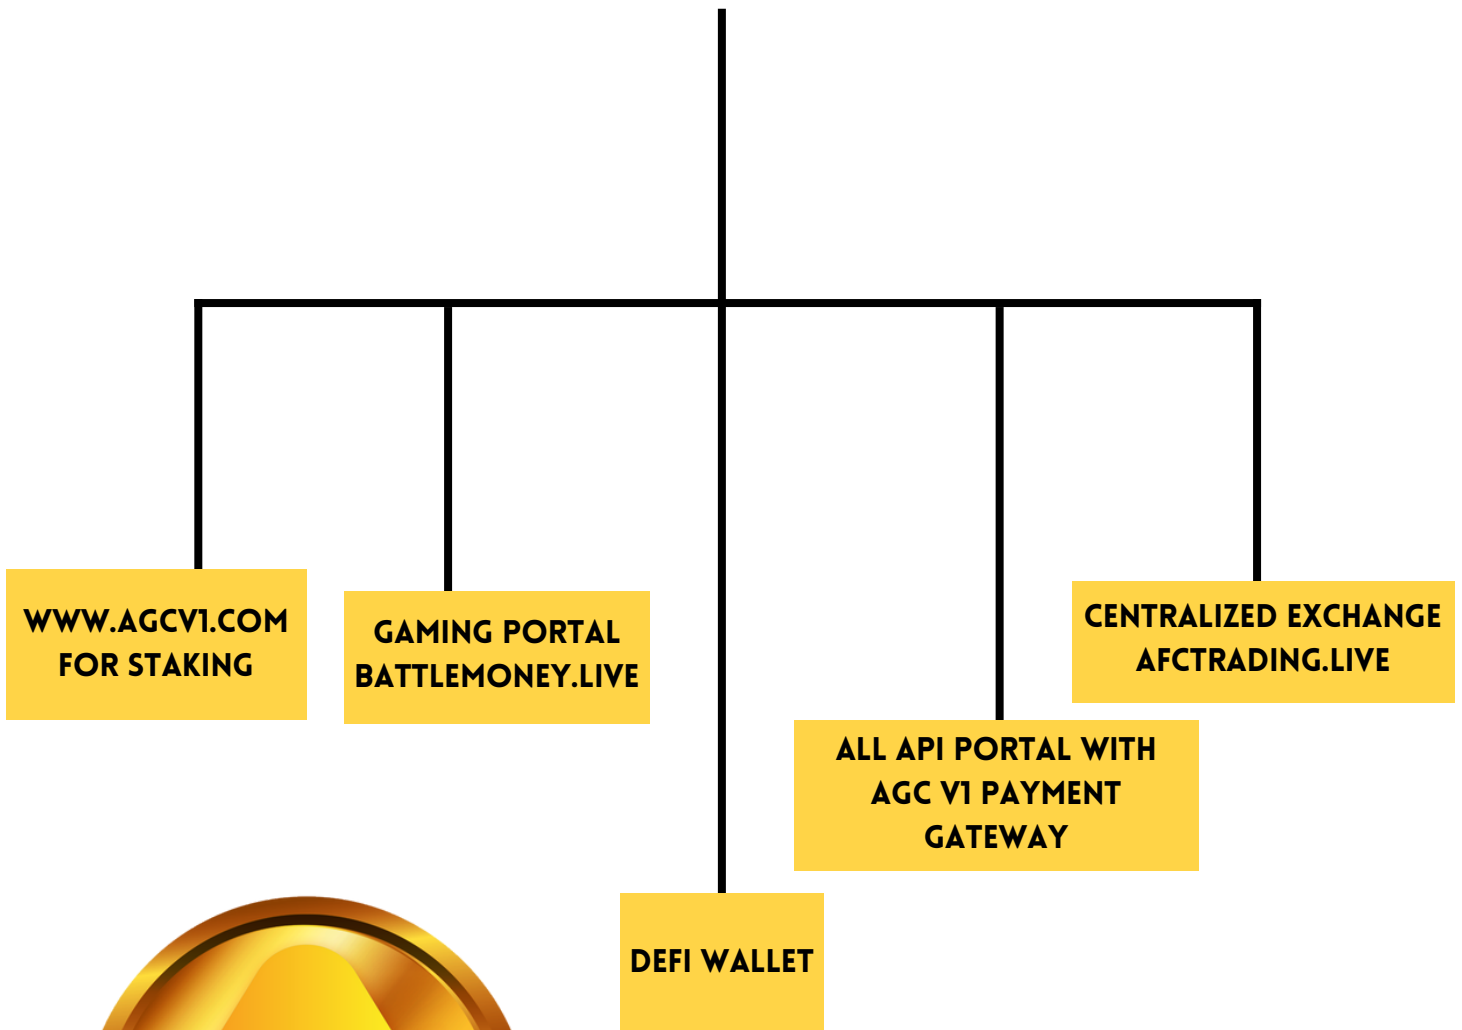 WWW.AGCV1.COM
FOR STAKING
GAMING PORTAL
BATTLEMONEY.LIVE
DEFI WALLET
ALL API PORTAL WITH
AGC V1 PAYMENT
GATEWAY
CENTRALIZED EXCHANGE
AFCTRADING.LIVE